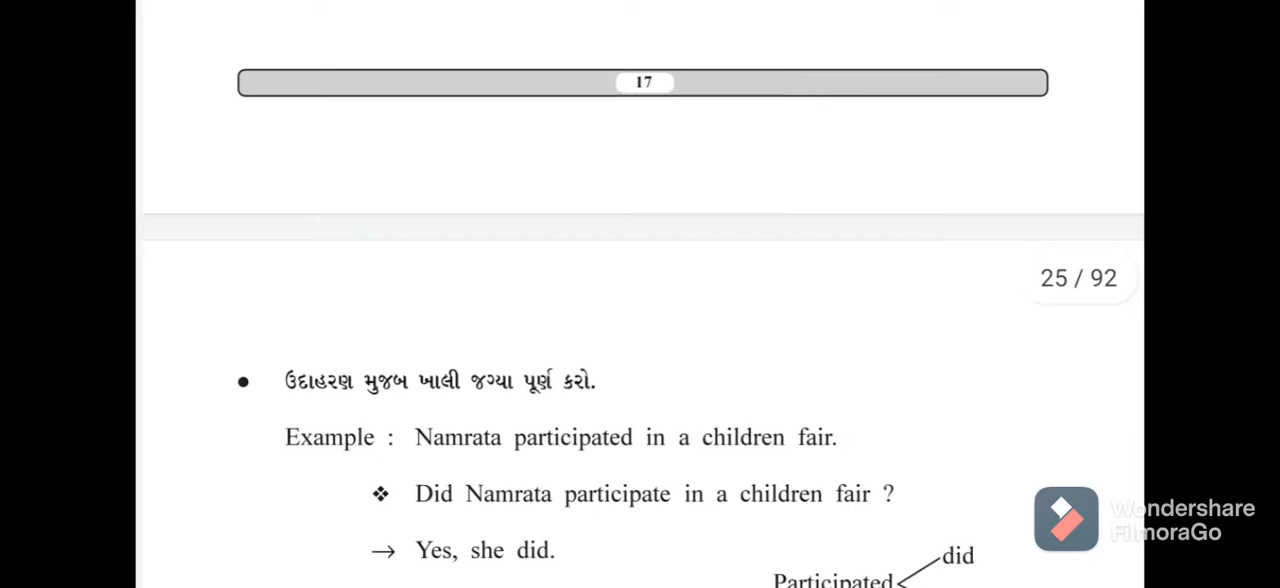 17
25 / 92
● ઉદાહરણ મુજબ ખાલી જગ્યા પૂર્ણ કરો.
Example : Namrata participated in a children fair.
❖ Did Namrata participate in a children fair ?
Wondershare
FilmoraGo
→ Yes, she did.
did
Participated